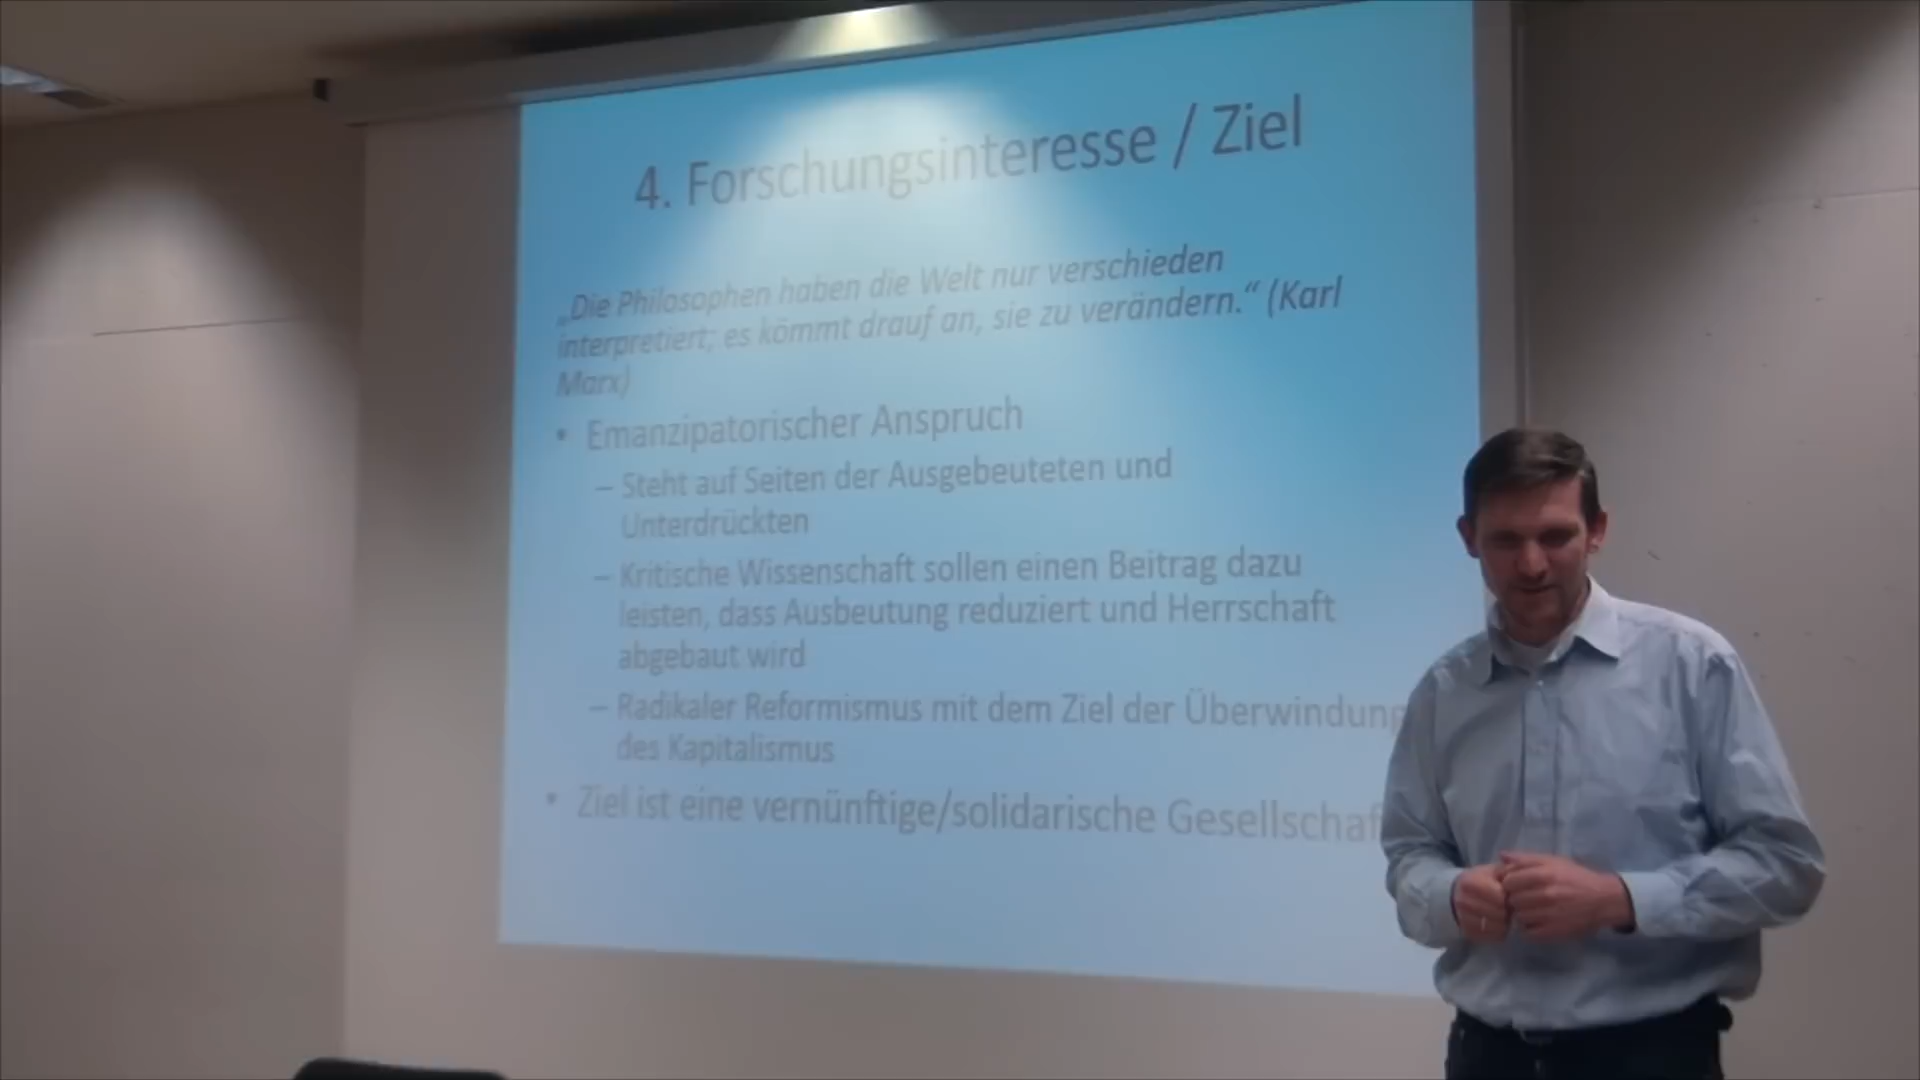 4. Forschungsinteresse / Ziel
„Die Philosophen haben die Welt nur verschieden
interpretiert; es kömmt drauf an, sie zu verändern.“ (Karl
Marx)
• Emanzipatorischer Anspruch
– Steht auf Seiten der Ausgebeuteten und
Unterdrückten
– Kritische Wissenschaft sollen einen Beitrag dazu
leisten, dass Ausbeutung reduziert und Herrschaft
abgebaut wird
– Radikaler Reformismus mit dem Ziel der Überwindung
des Kapitalismus
• Ziel ist eine vernünftige/solidarische Gesellschaf